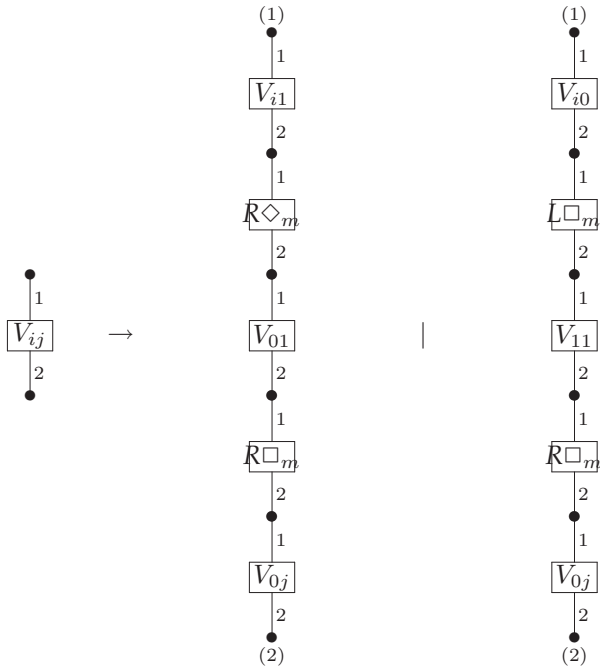 (1) (1)
1 1
V_{i1} V_{i0}
2 2
1 1
R◇_m L□_m
2 2
1 1 1
V_{ij} → V_{01} | V_{11}
2 2 2
1 1
R□_m R□_m
2 2
1 1
V_{0j} V_{0j}
2 2
(2) (2)